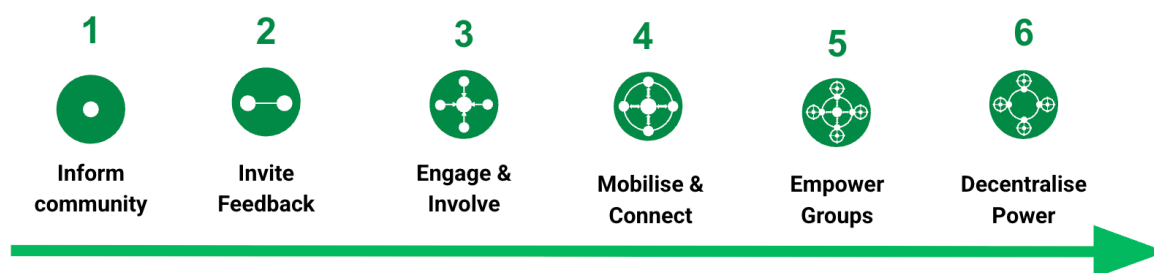 1
Inform
community
2
Invite
Feedback
3
Engage &
Involve
4
Mobilise &
Connect
5
Empower
Groups
6
Decentralise
Power